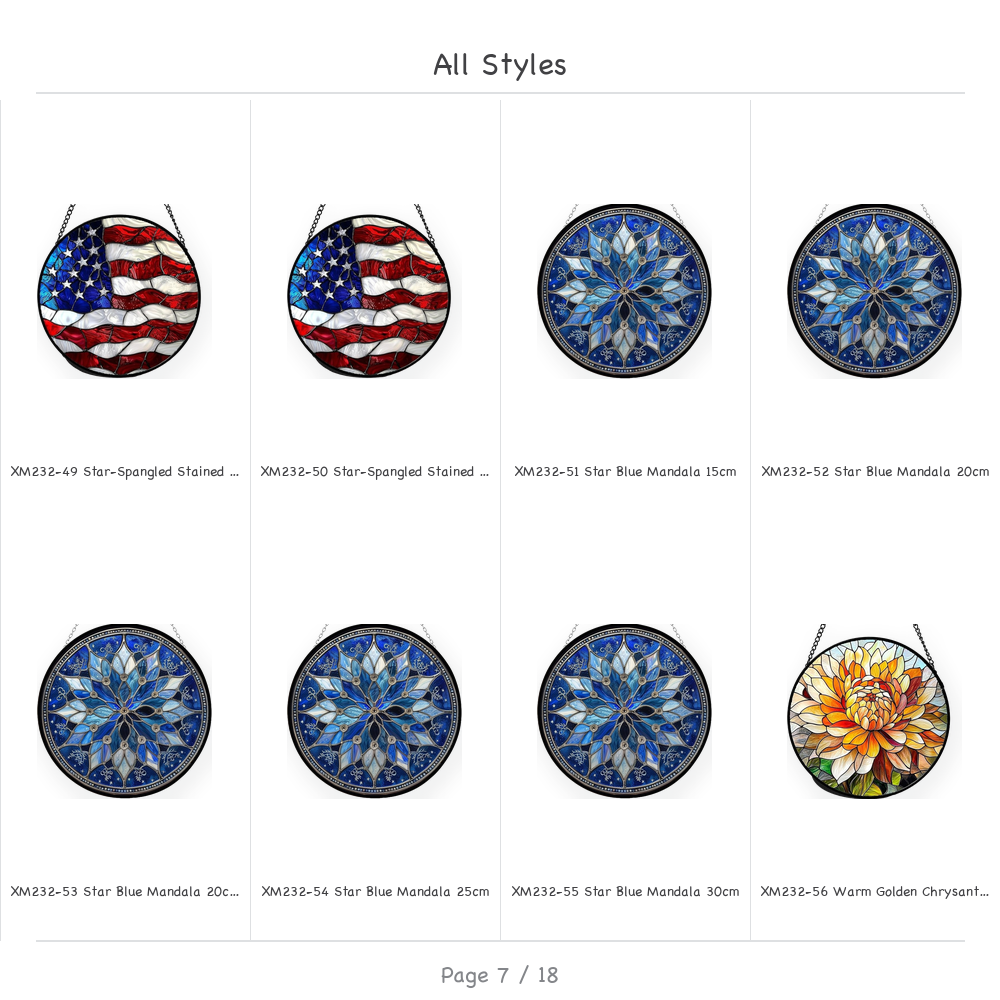 All Styles
XM232-49 Star-Spangled Stained ...
XM232-50 Star-Spangled Stained ...
XM232-51 Star Blue Mandala 15cm
XM232-52 Star Blue Mandala 20cm
XM232-53 Star Blue Mandala 20c...
XM232-54 Star Blue Mandala 25cm
XM232-55 Star Blue Mandala 30cm
XM232-56 Warm Golden Chrysant...
Page 7 / 18